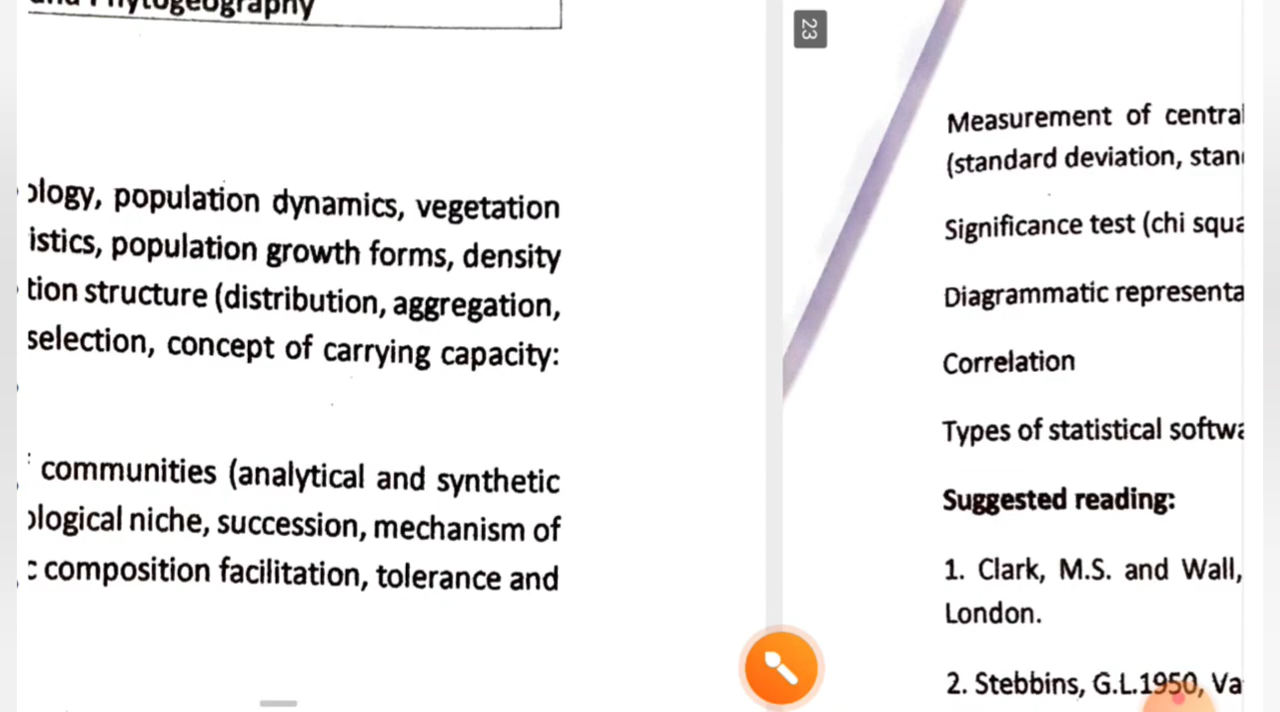 and Phytogeography
ology, population dynamics, vegetation
istics, population growth forms, density
tion structure (distribution, aggregation,
selection, concept of carrying capacity:
communities (analytical and synthetic
ological niche, succession, mechanism of
c composition facilitation, tolerance and
23
Measurement of central
(standard deviation, stan
Significance test (chi squa
Diagrammatic representa
Correlation
Types of statistical softwa
Suggested reading:
1. Clark, M.S. and Wall,
London.
2. Stebbins, G.L.1950, Va